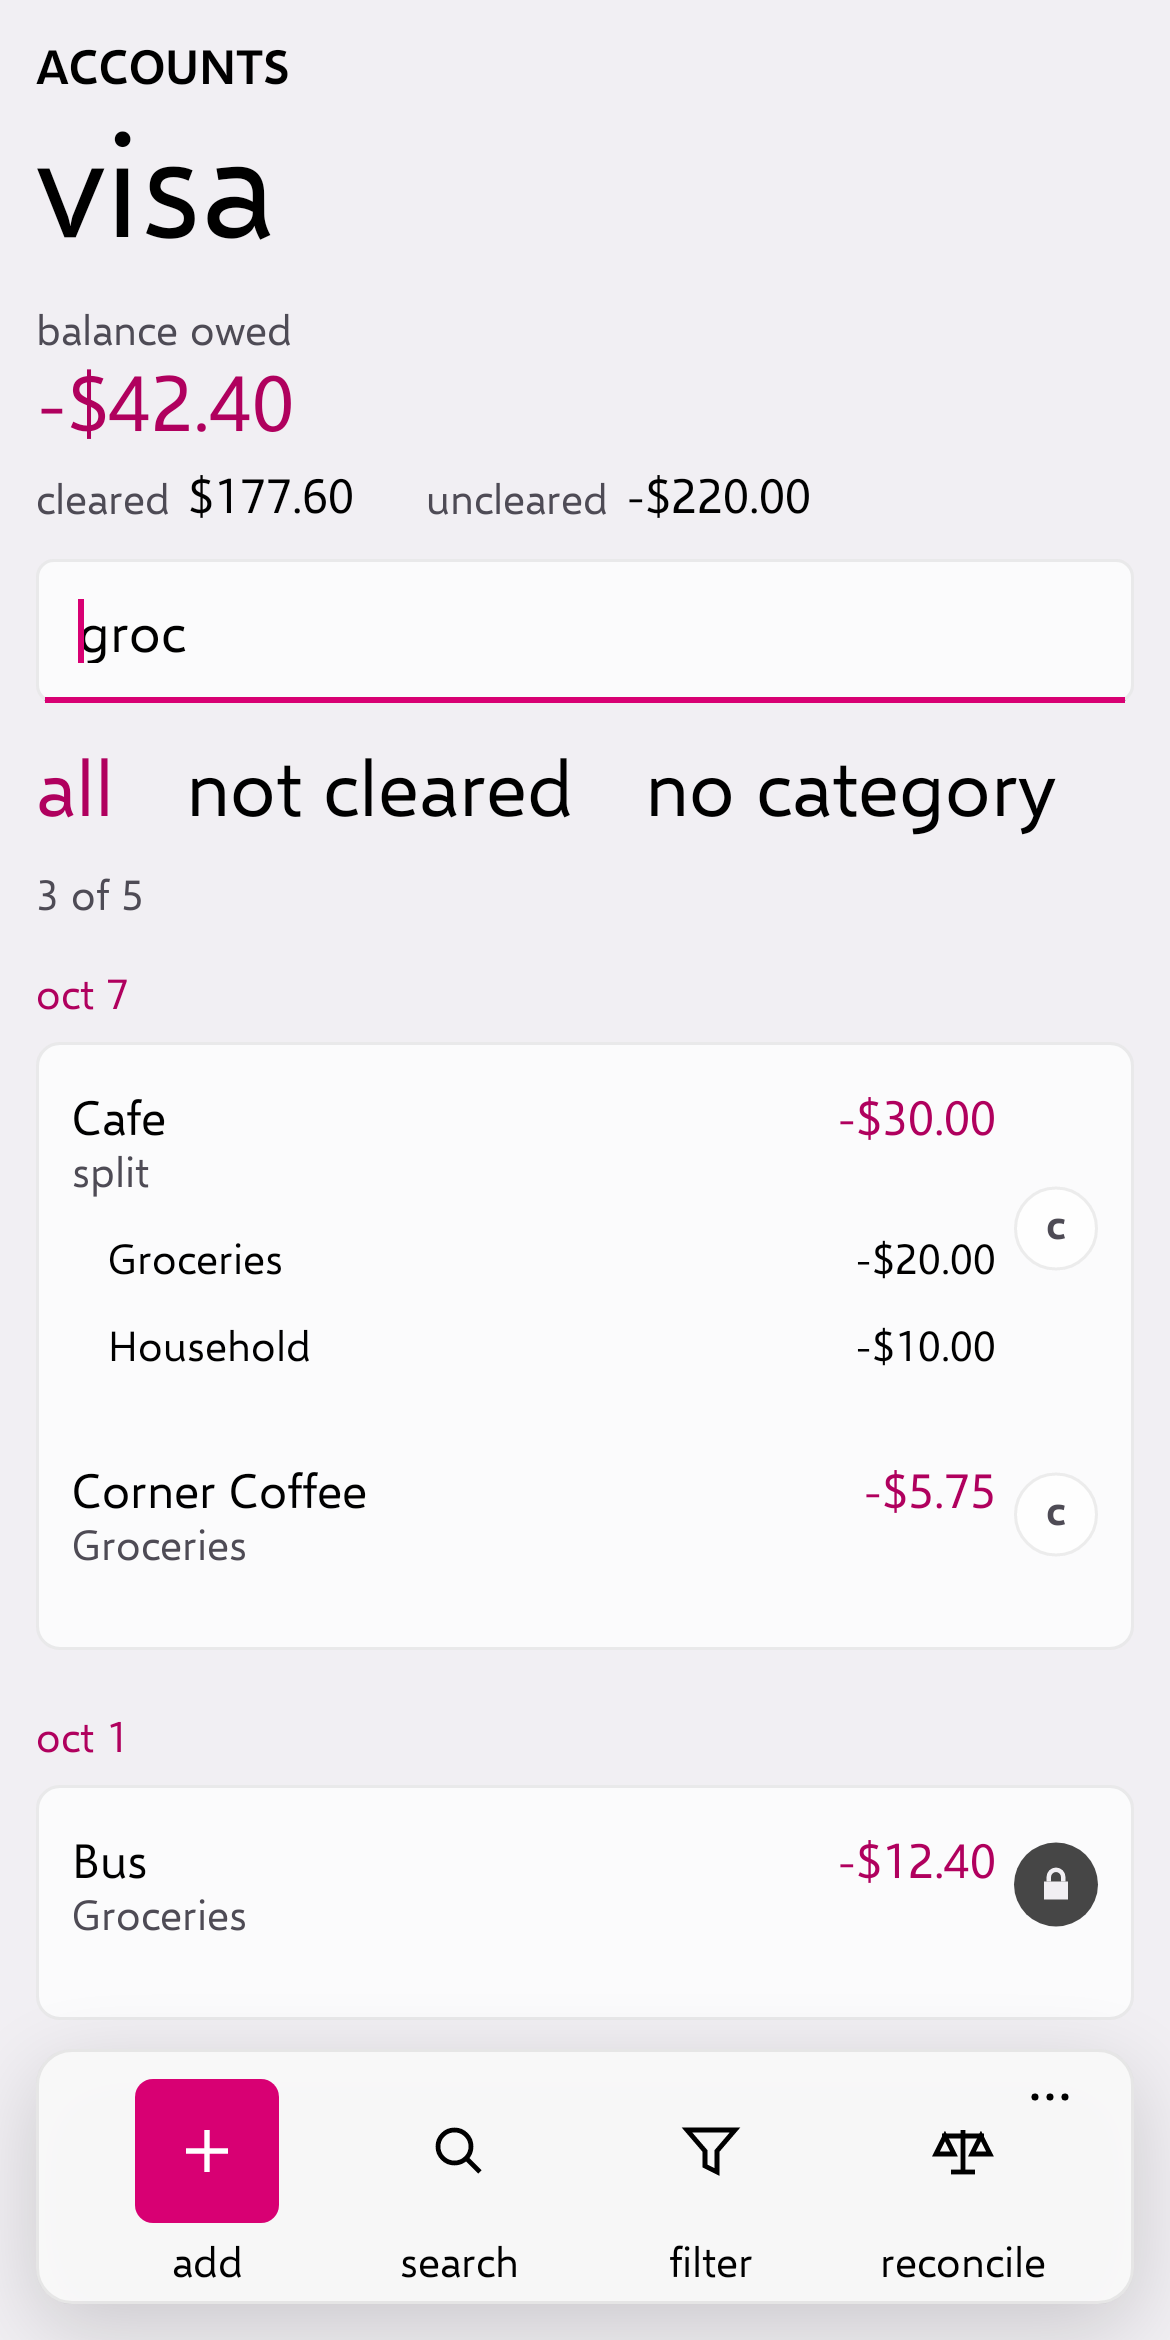 ACCOUNTS
visa
balance owed
-$42.40
cleared $177.60 uncleared -$220.00
groc
all not cleared no category
3 of 5
oct 7
Cafe -$30.00
split
c
Groceries -$20.00
Household -$10.00
Corner Coffee -$5.75
c
Groceries
oct 1
Bus -$12.40
Groceries
add search filter reconcile